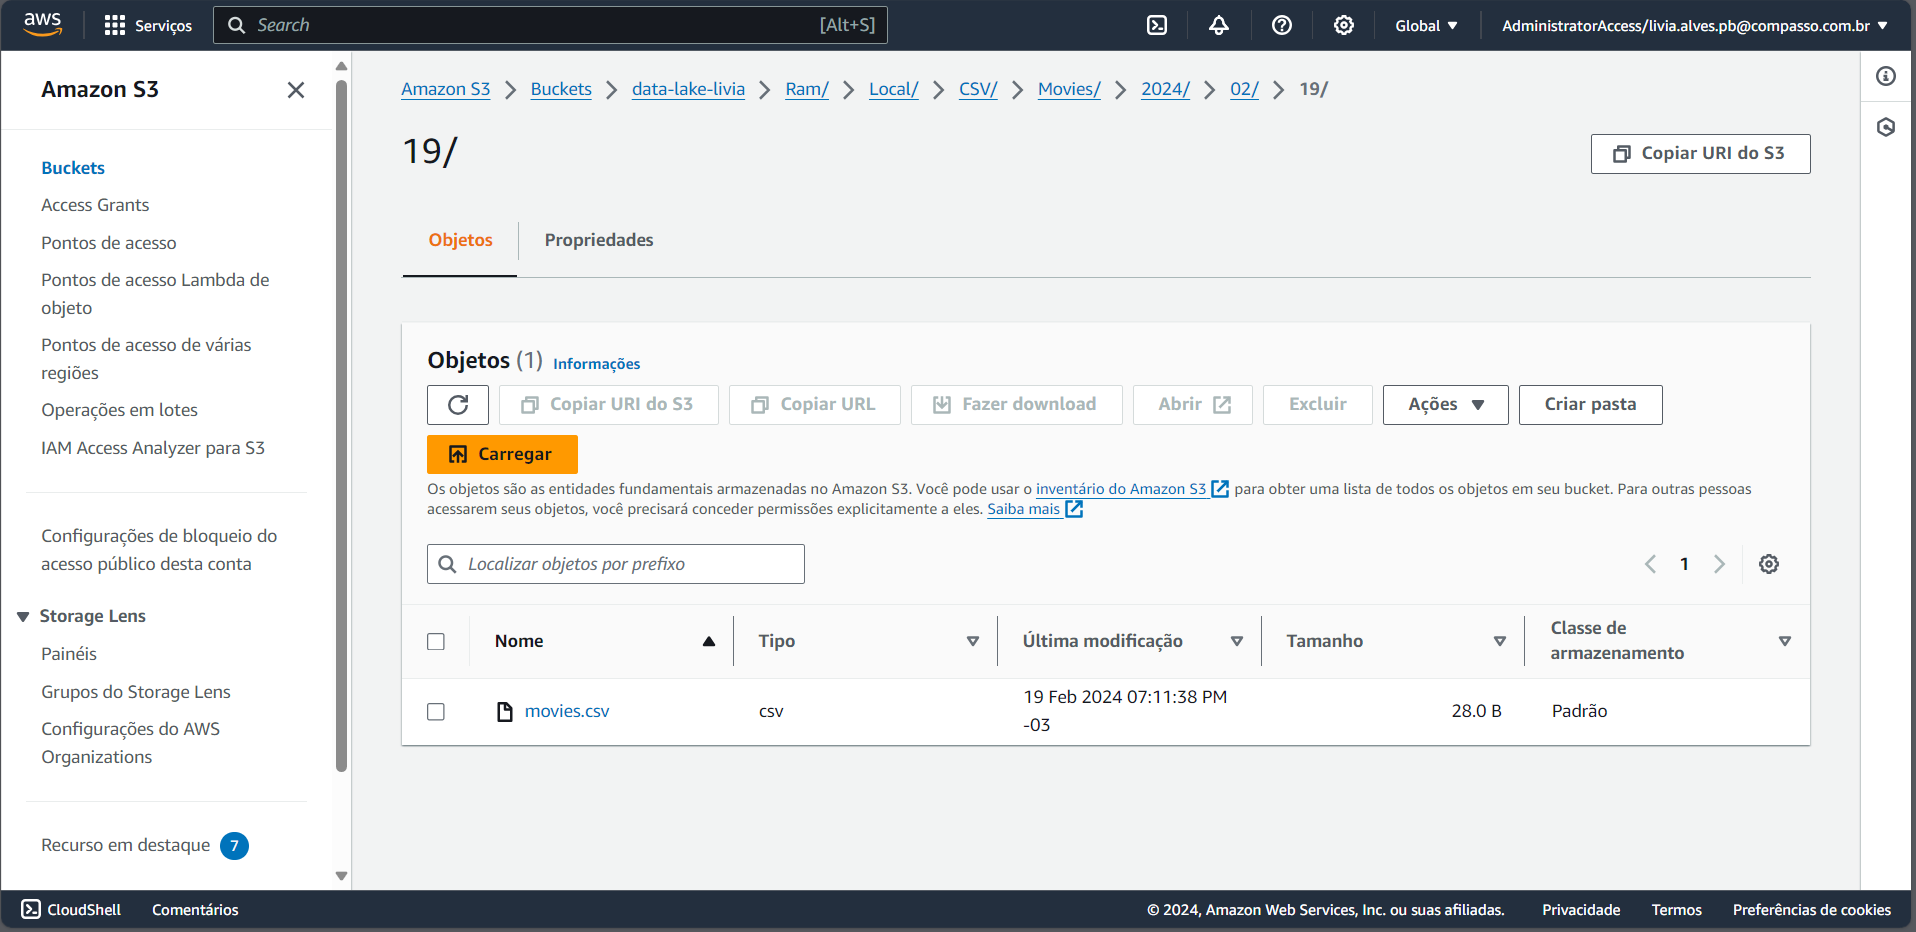 aws
Serviços
Search
[Alt+S]
Global
AdministratorAccess/livia.alves.pb@compasso.com.br
Amazon S3
Buckets
Access Grants
Pontos de acesso
Pontos de acesso Lambda de
objeto
Pontos de acesso de várias
regiões
Operações em lotes
IAM Access Analyzer para S3
Configurações de bloqueio do
acesso público desta conta
Storage Lens
Painéis
Grupos do Storage Lens
Configurações do AWS
Organizations
Recurso em destaque 7
Amazon S3 Buckets data-lake-livia Ram/ Local/ CSV/ Movies/ 2024/ 02/ 19/
19/
Copiar URI do S3
Objetos
Propriedades
Objetos (1) Informações
Copiar URI do S3
Copiar URL
Fazer download
Abrir
Excluir
Ações
Criar pasta
Carregar
Os objetos são as entidades fundamentais armazenadas no Amazon S3. Você pode usar o inventário do Amazon S3 para obter uma lista de todos os objetos em seu bucket. Para outras pessoas
acessarem seus objetos, você precisará conceder permissões explicitamente a eles. Saiba mais
Localizar objetos por prefixo
1
Nome
Tipo
Última modificação
Tamanho
Classe de
armazenamento
movies.csv
csv
19 Feb 2024 07:11:38 PM
-03
28.0 B
Padrão
CloudShell
Comentários
© 2024, Amazon Web Services, Inc. ou suas afiliadas.
Privacidade
Termos
Preferências de cookies